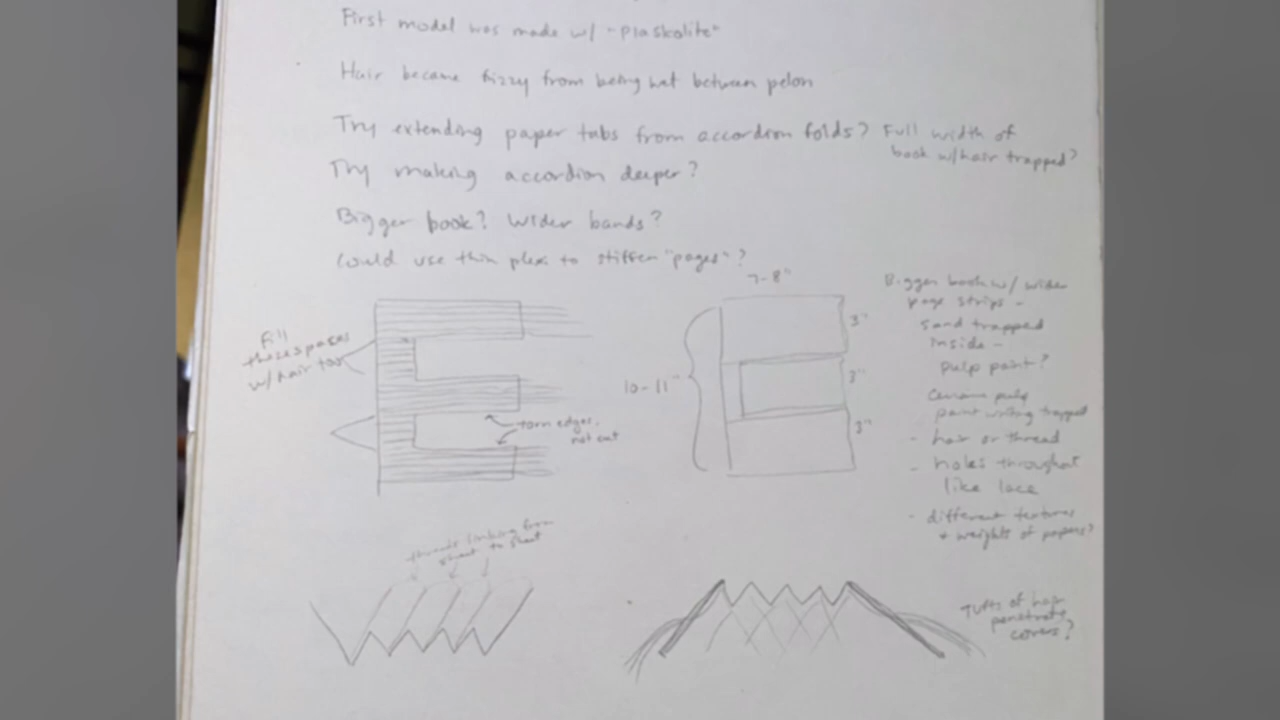 First model was made w/ "Plaskolite"
Hair became frizzy from being wet between pelon
Try extending paper tabs from accordion folds? Full width of
book w/hair trapped?
Try making accordion deeper?
Bigger book? Wider bands?
Could use thin plex to stiffen "pages"?
Fill
these spaces
w/ hair too
torn edges,
not cut
7-8"
3"
3"
3"
10-11"
Bigger book w/ wider
page strips -
sand trapped
inside -
pulp paint?
pulp
paint writing trapped
- hair or thread
- holes throughout
like lace
- different textures
+ weights of papers?
threads linking from
sheet to sheet
Tufts of hair
penetrate
covers?